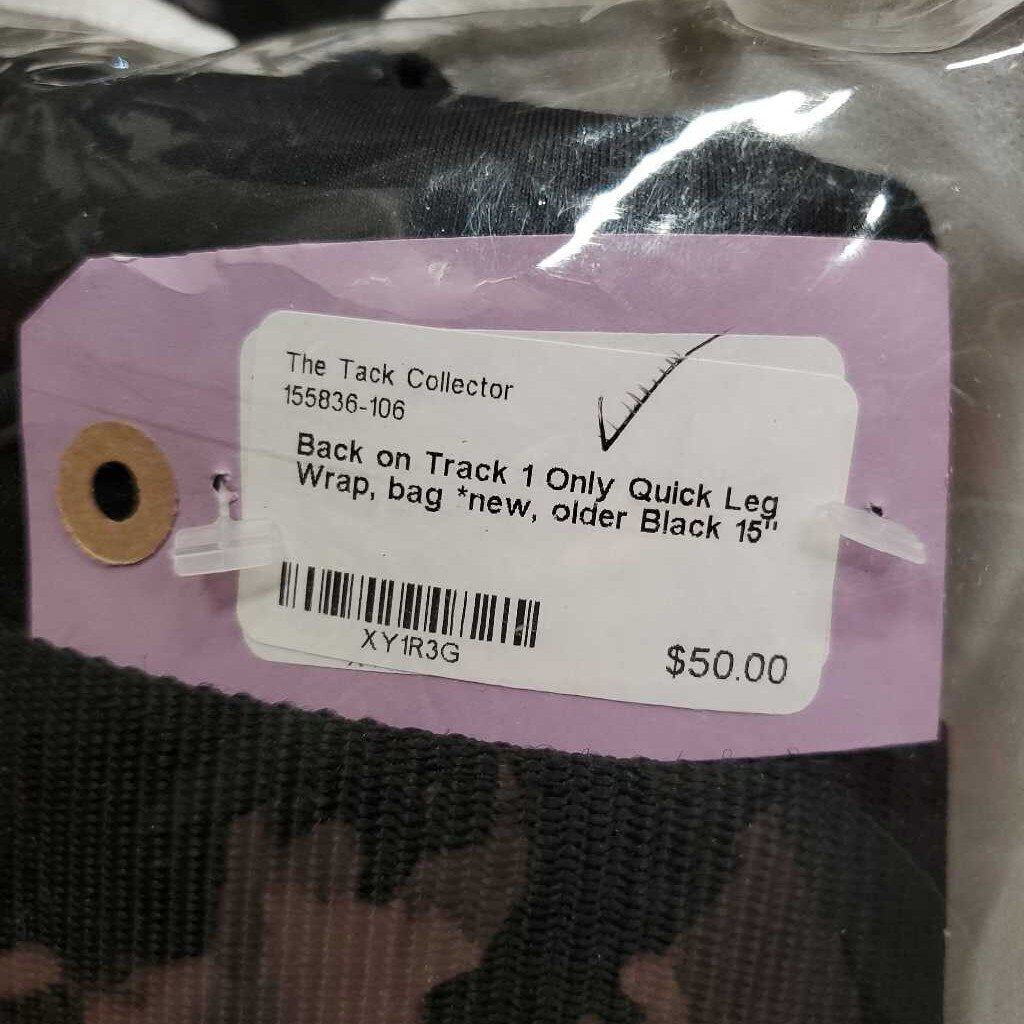 The Tack Collector
155836-106
Back on Track 1 Only Quick Leg
Wrap, bag *new, older Black 15"
XY1R3G
$50.00